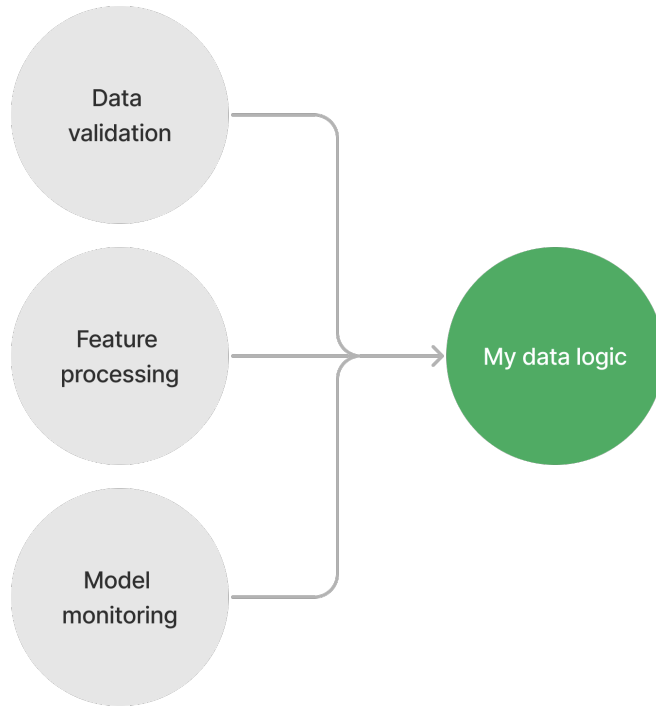 Data
validation
Feature
processing
My data logic
Model
monitoring